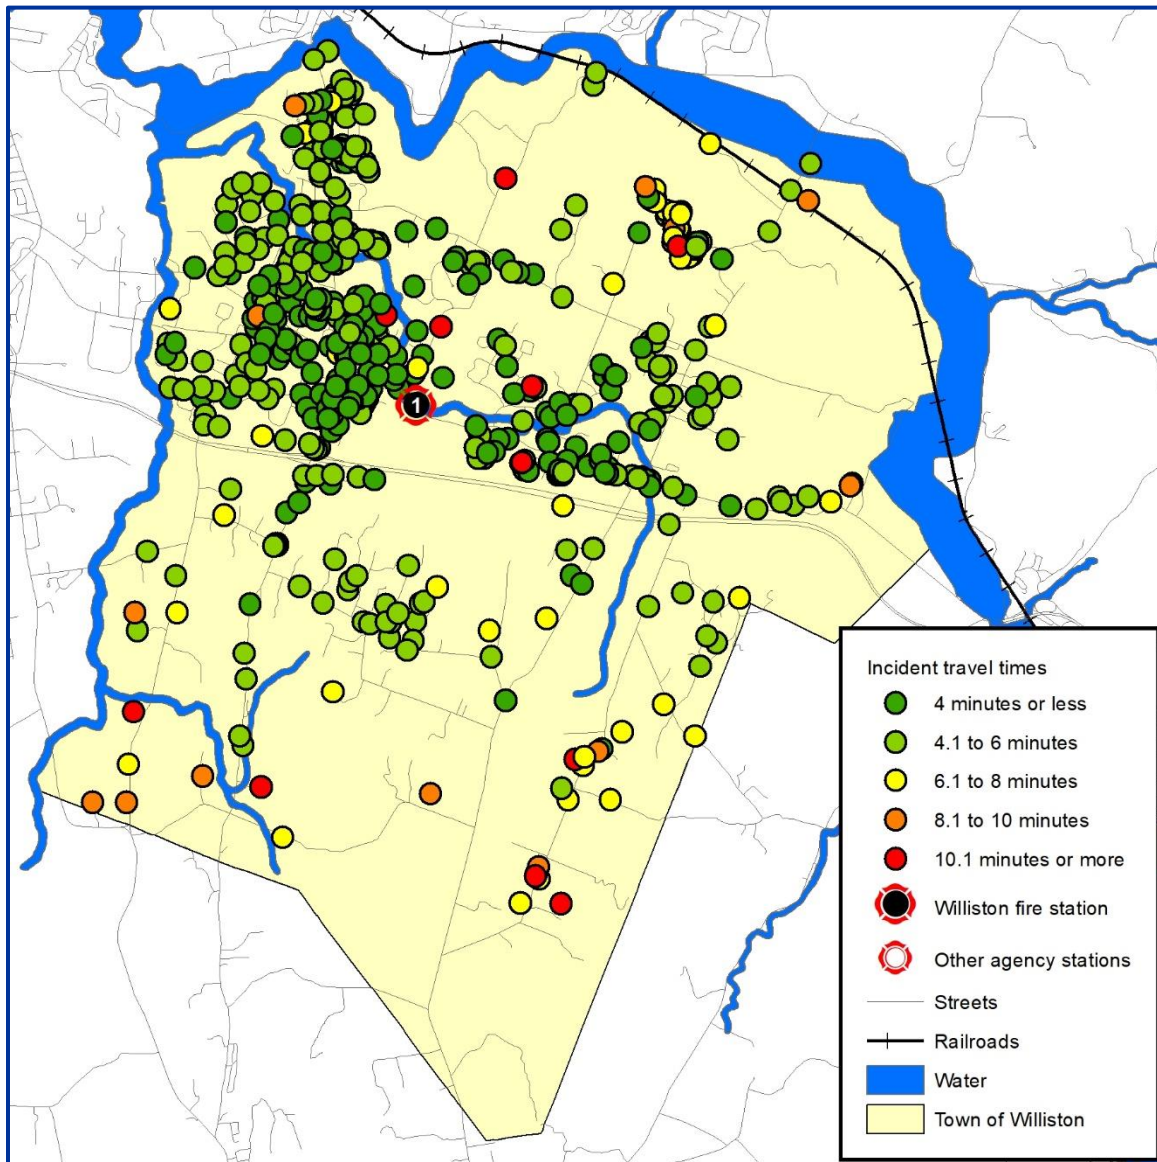 1
Incident travel times
4 minutes or less
4.1 to 6 minutes
6.1 to 8 minutes
8.1 to 10 minutes
10.1 minutes or more
Williston fire station
Other agency stations
Streets
Railroads
Water
Town of Williston